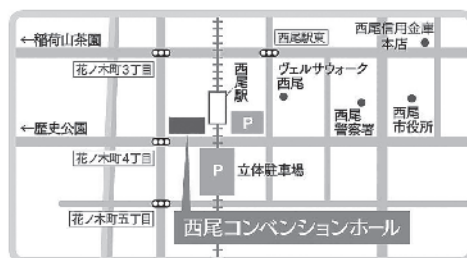 ←稲荷山茶園
西尾駅東
西尾信用金庫
本店
花ノ木町3丁目
西尾駅
ヴェルサウォーク
西尾
P
西尾
警察署
西尾
市役所
←歴史公園
花ノ木町4丁目
P
立体駐車場
花ノ木町五丁目
西尾コンベンションホール